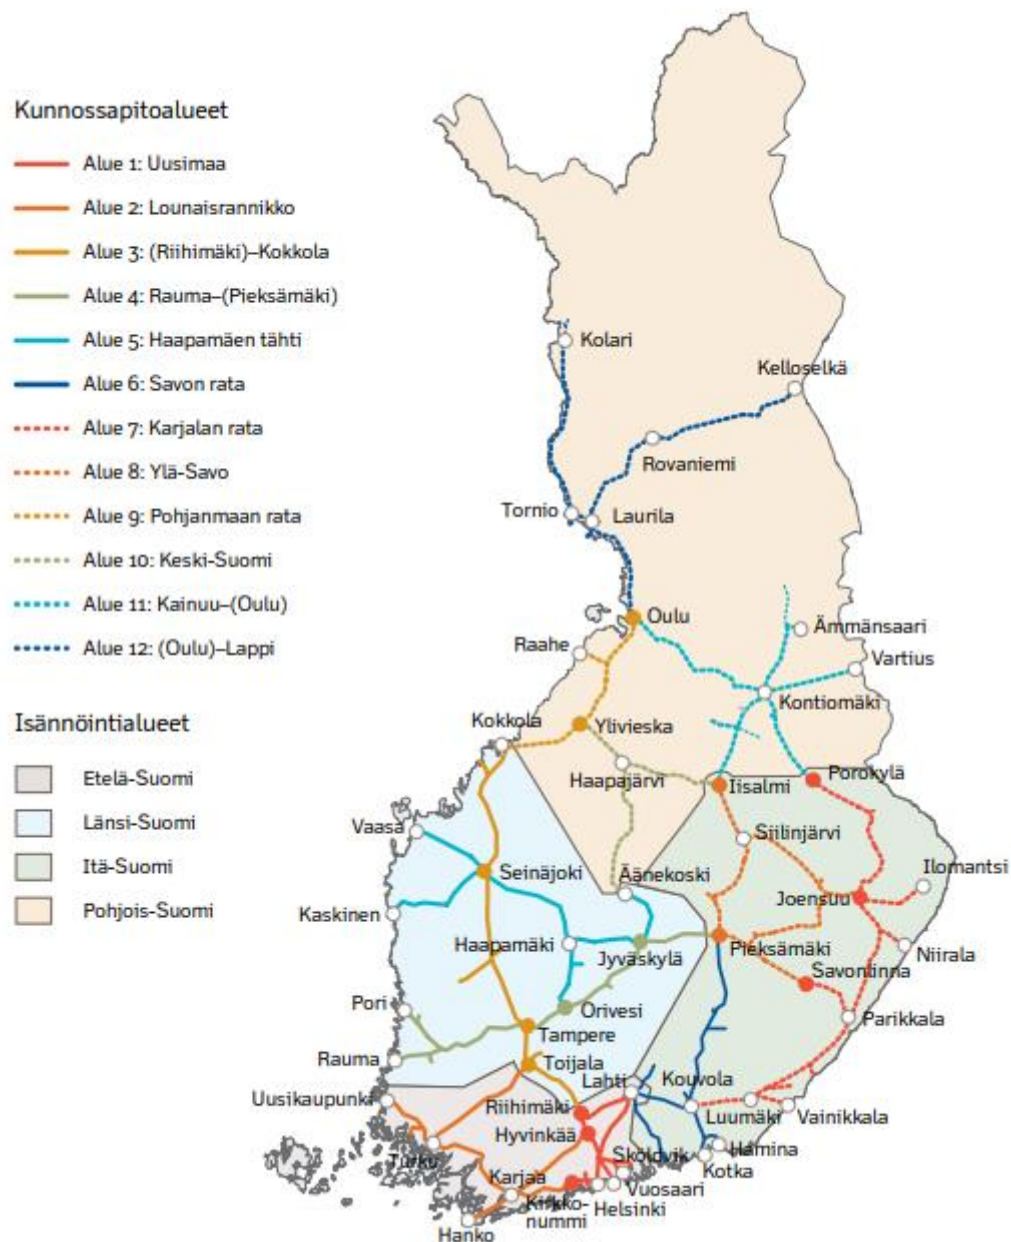 Kunnossapitoalueet
Alue 1: Uusimaa
Alue 2: Lounaisrannikko
Alue 3: (Riihimäki)–Kokkola
Alue 4: Rauma–(Pieksämäki)
Alue 5: Haapamäen tähti
Alue 6: Savon rata
Alue 7: Karjalan rata
Alue 8: Ylä-Savo
Alue 9: Pohjanmaan rata
Alue 10: Keski-Suomi
Alue 11: Kainuu–(Oulu)
Alue 12: (Oulu)–Lappi
Isännöintialueet
Etelä-Suomi
Länsi-Suomi
Itä-Suomi
Pohjois-Suomi
Kolari
Kelloselkä
Rovaniemi
Tornio
Laurila
Oulu
Ämmänsaari
Raahe
Vartius
Kontiomäki
Kokkola
Ylivieska
Haapajärvi
Porokylä
Iisalmi
Vaasa
Siilinjärvi
Seinäjoki
Äänekoski
Ilomantsi
Joensuu
Kaskinen
Haapamäki
Jyväskylä
Pieksämäki
Niirala
Savonlinna
Pori
Orivesi
Parikkala
Tampere
Rauma
Toijala
Lahti
Kouvola
Uusikaupunki
Riihimäki
Luumäki
Vainikkala
Hyvinkää
Turku
Sköldvik
Hamina
Kotka
Karjaa
Vuosaari
Kirkko-
nummi
Helsinki
Hanko